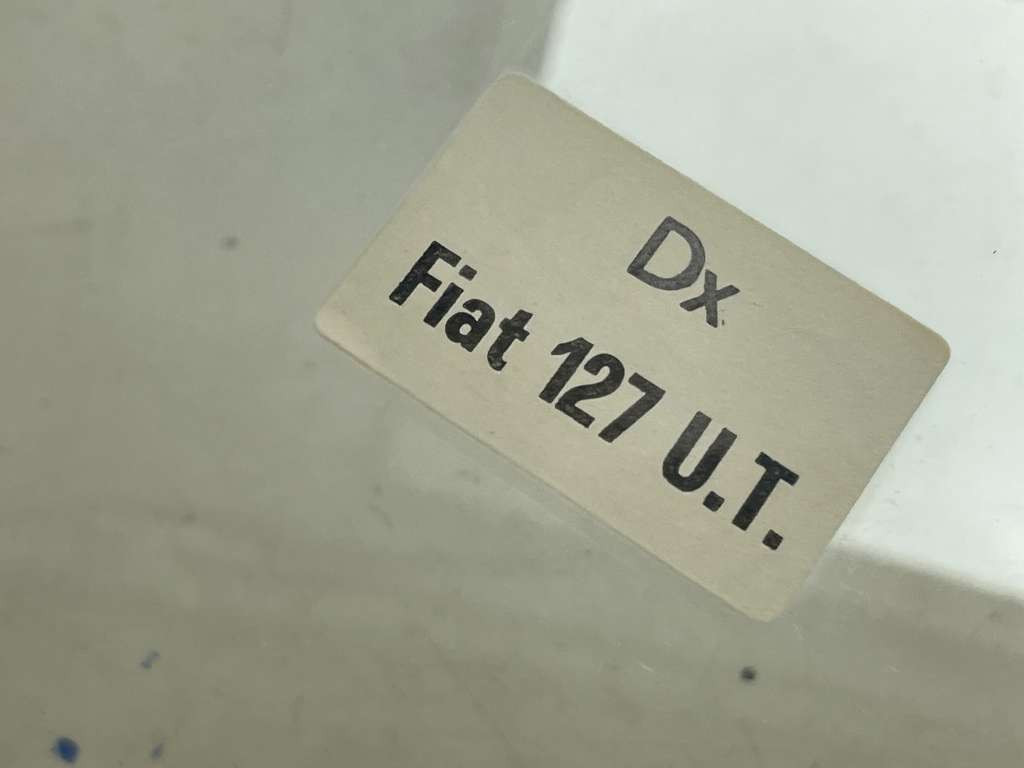 Dx
Fiat 127 U.T.